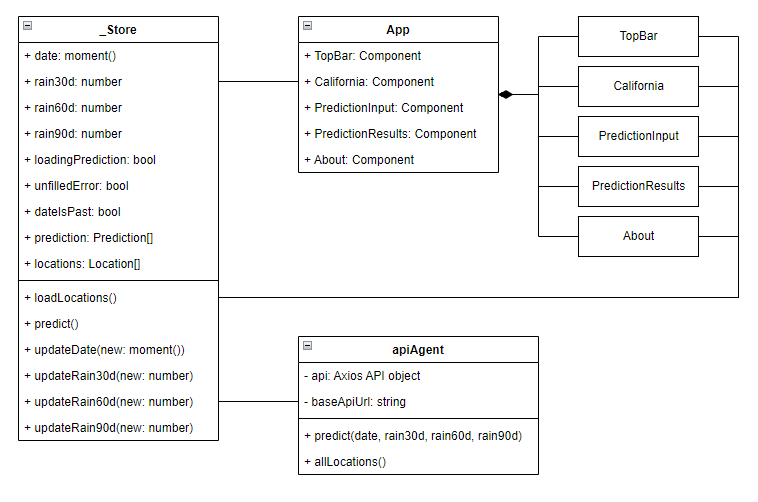 _Store
+ date: moment()
+ rain30d: number
+ rain60d: number
+ rain90d: number
+ loadingPrediction: bool
+ unfilledError: bool
+ dateIsPast: bool
+ prediction: Prediction[]
+ locations: Location[]
+ loadLocations()
+ predict()
+ updateDate(new: moment())
+ updateRain30d(new: number)
+ updateRain60d(new: number)
+ updateRain90d(new: number)
App
+ TopBar: Component
+ California: Component
+ PredictionInput: Component
+ PredictionResults: Component
+ About: Component
TopBar
California
PredictionInput
PredictionResults
About
apiAgent
- api: Axios API object
- baseApiUrl: string
+ predict(date, rain30d, rain60d, rain90d)
+ allLocations()